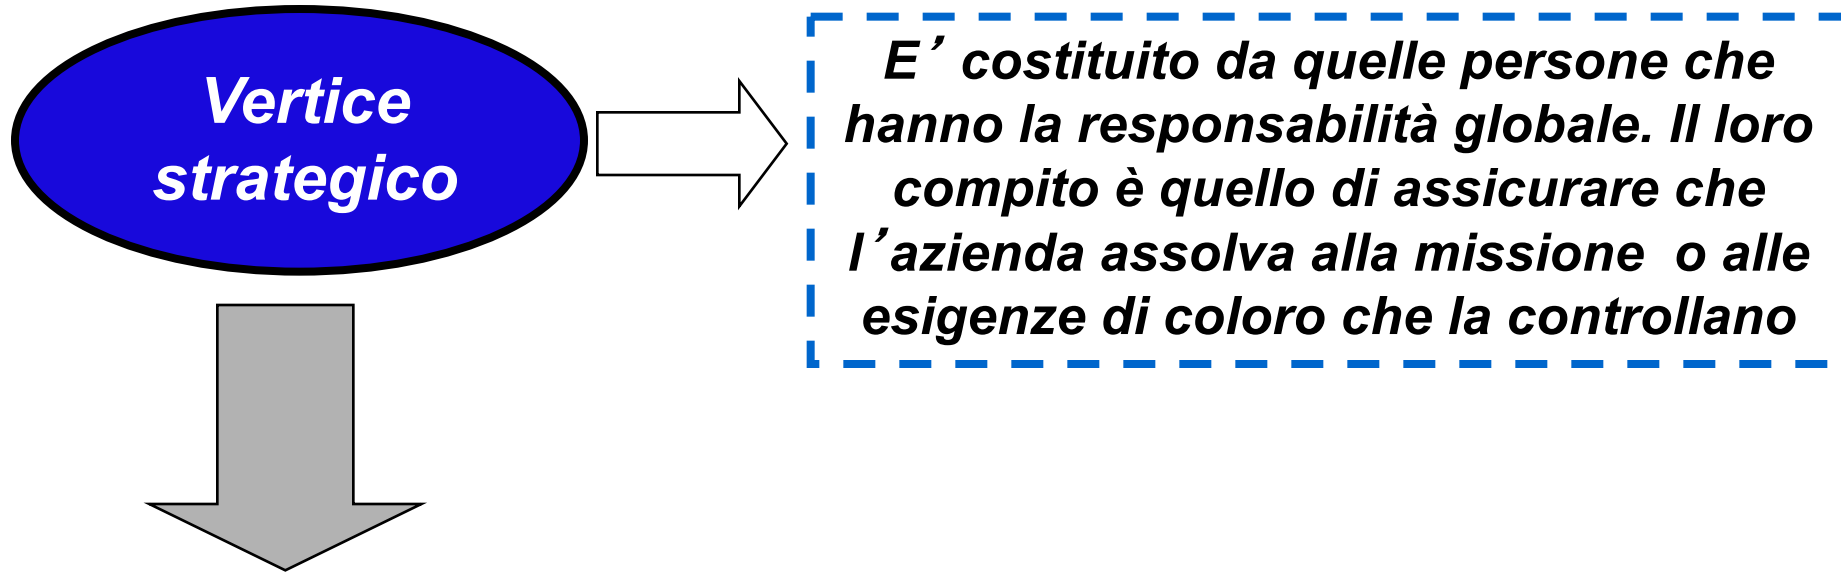 Vertice
strategico
E’ costituito da quelle persone che
hanno la responsabilità globale. Il loro
compito è quello di assicurare che
l’azienda assolva alla missione  o alle
esigenze di coloro che la controllano